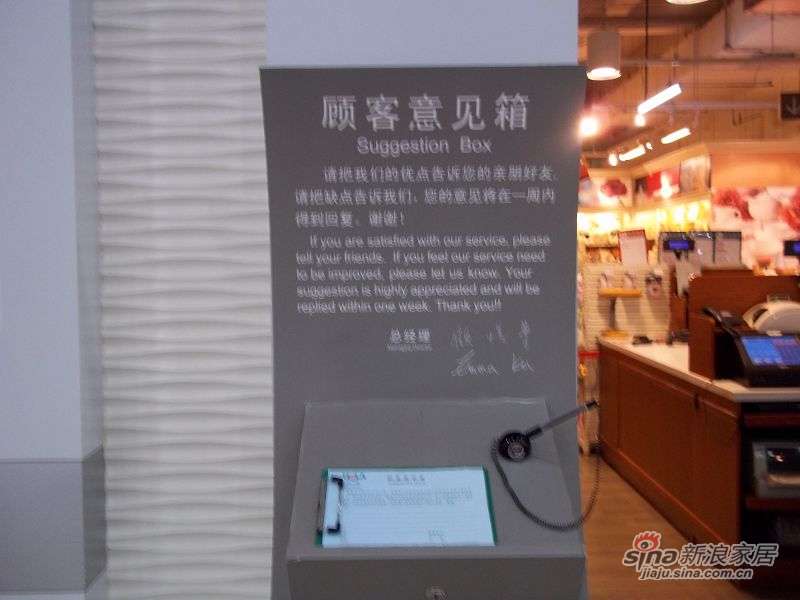 顾客意见箱
Suggestion Box
请把我们的优点告诉您的亲朋好友,
请把缺点告诉我们, 您的意见将在一周内
得到回复。谢谢!
If you are satisfied with our service, please
tell your friends. If you feel our service need
to be improved, please let us know. Your
suggestion is highly appreciated and will be
replied within one week. Thank you!!
总经理
Emma
sina 新浪家居
jiaju.sina.com.cn